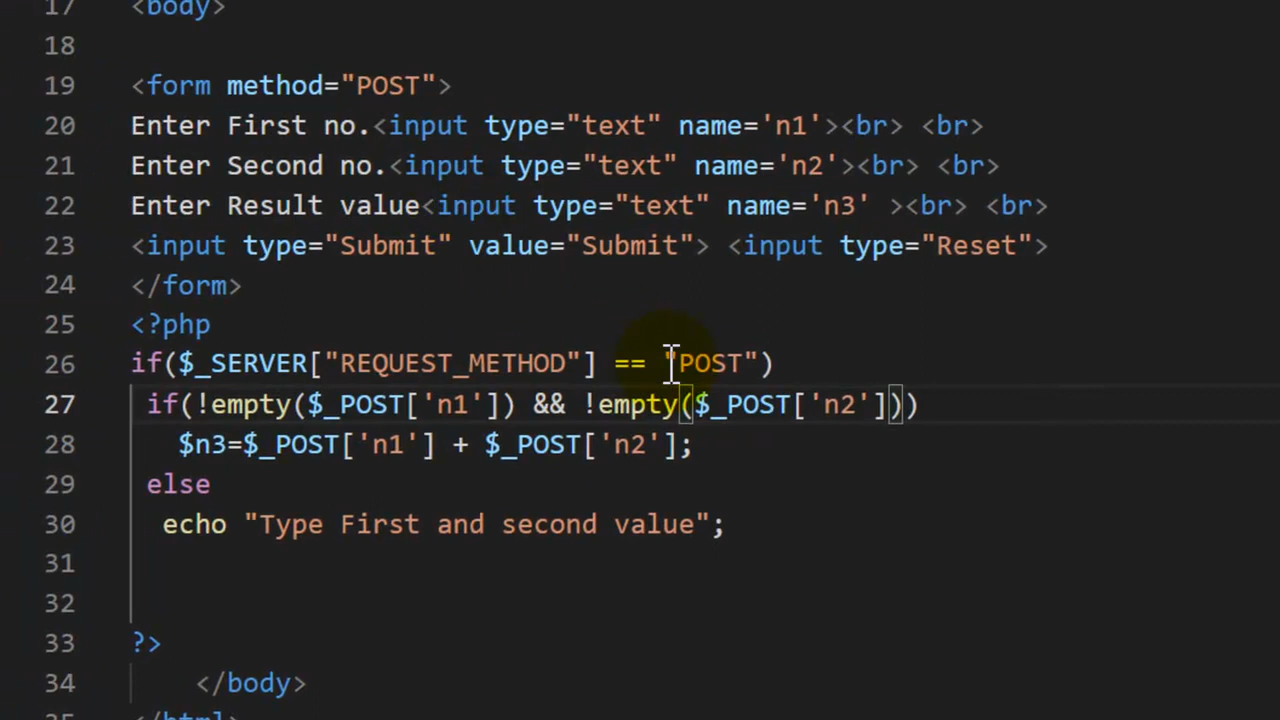 17 <body>
18
19 <form method="POST">
20 Enter First no.<input type="text" name='n1'><br> <br>
21 Enter Second no.<input type="text" name='n2'><br> <br>
22 Enter Result value<input type="text" name='n3' ><br> <br>
23 <input type="Submit" value="Submit"> <input type="Reset">
24 </form>
25 <?php
26 if($_SERVER["REQUEST_METHOD"] == "POST")
27 if(!empty($_POST['n1']) && !empty($_POST['n2']))
28 $n3=$_POST['n1'] + $_POST['n2'];
29 else
30 echo "Type First and second value";
31
32
33 ?>
34 </body>
35 </html>